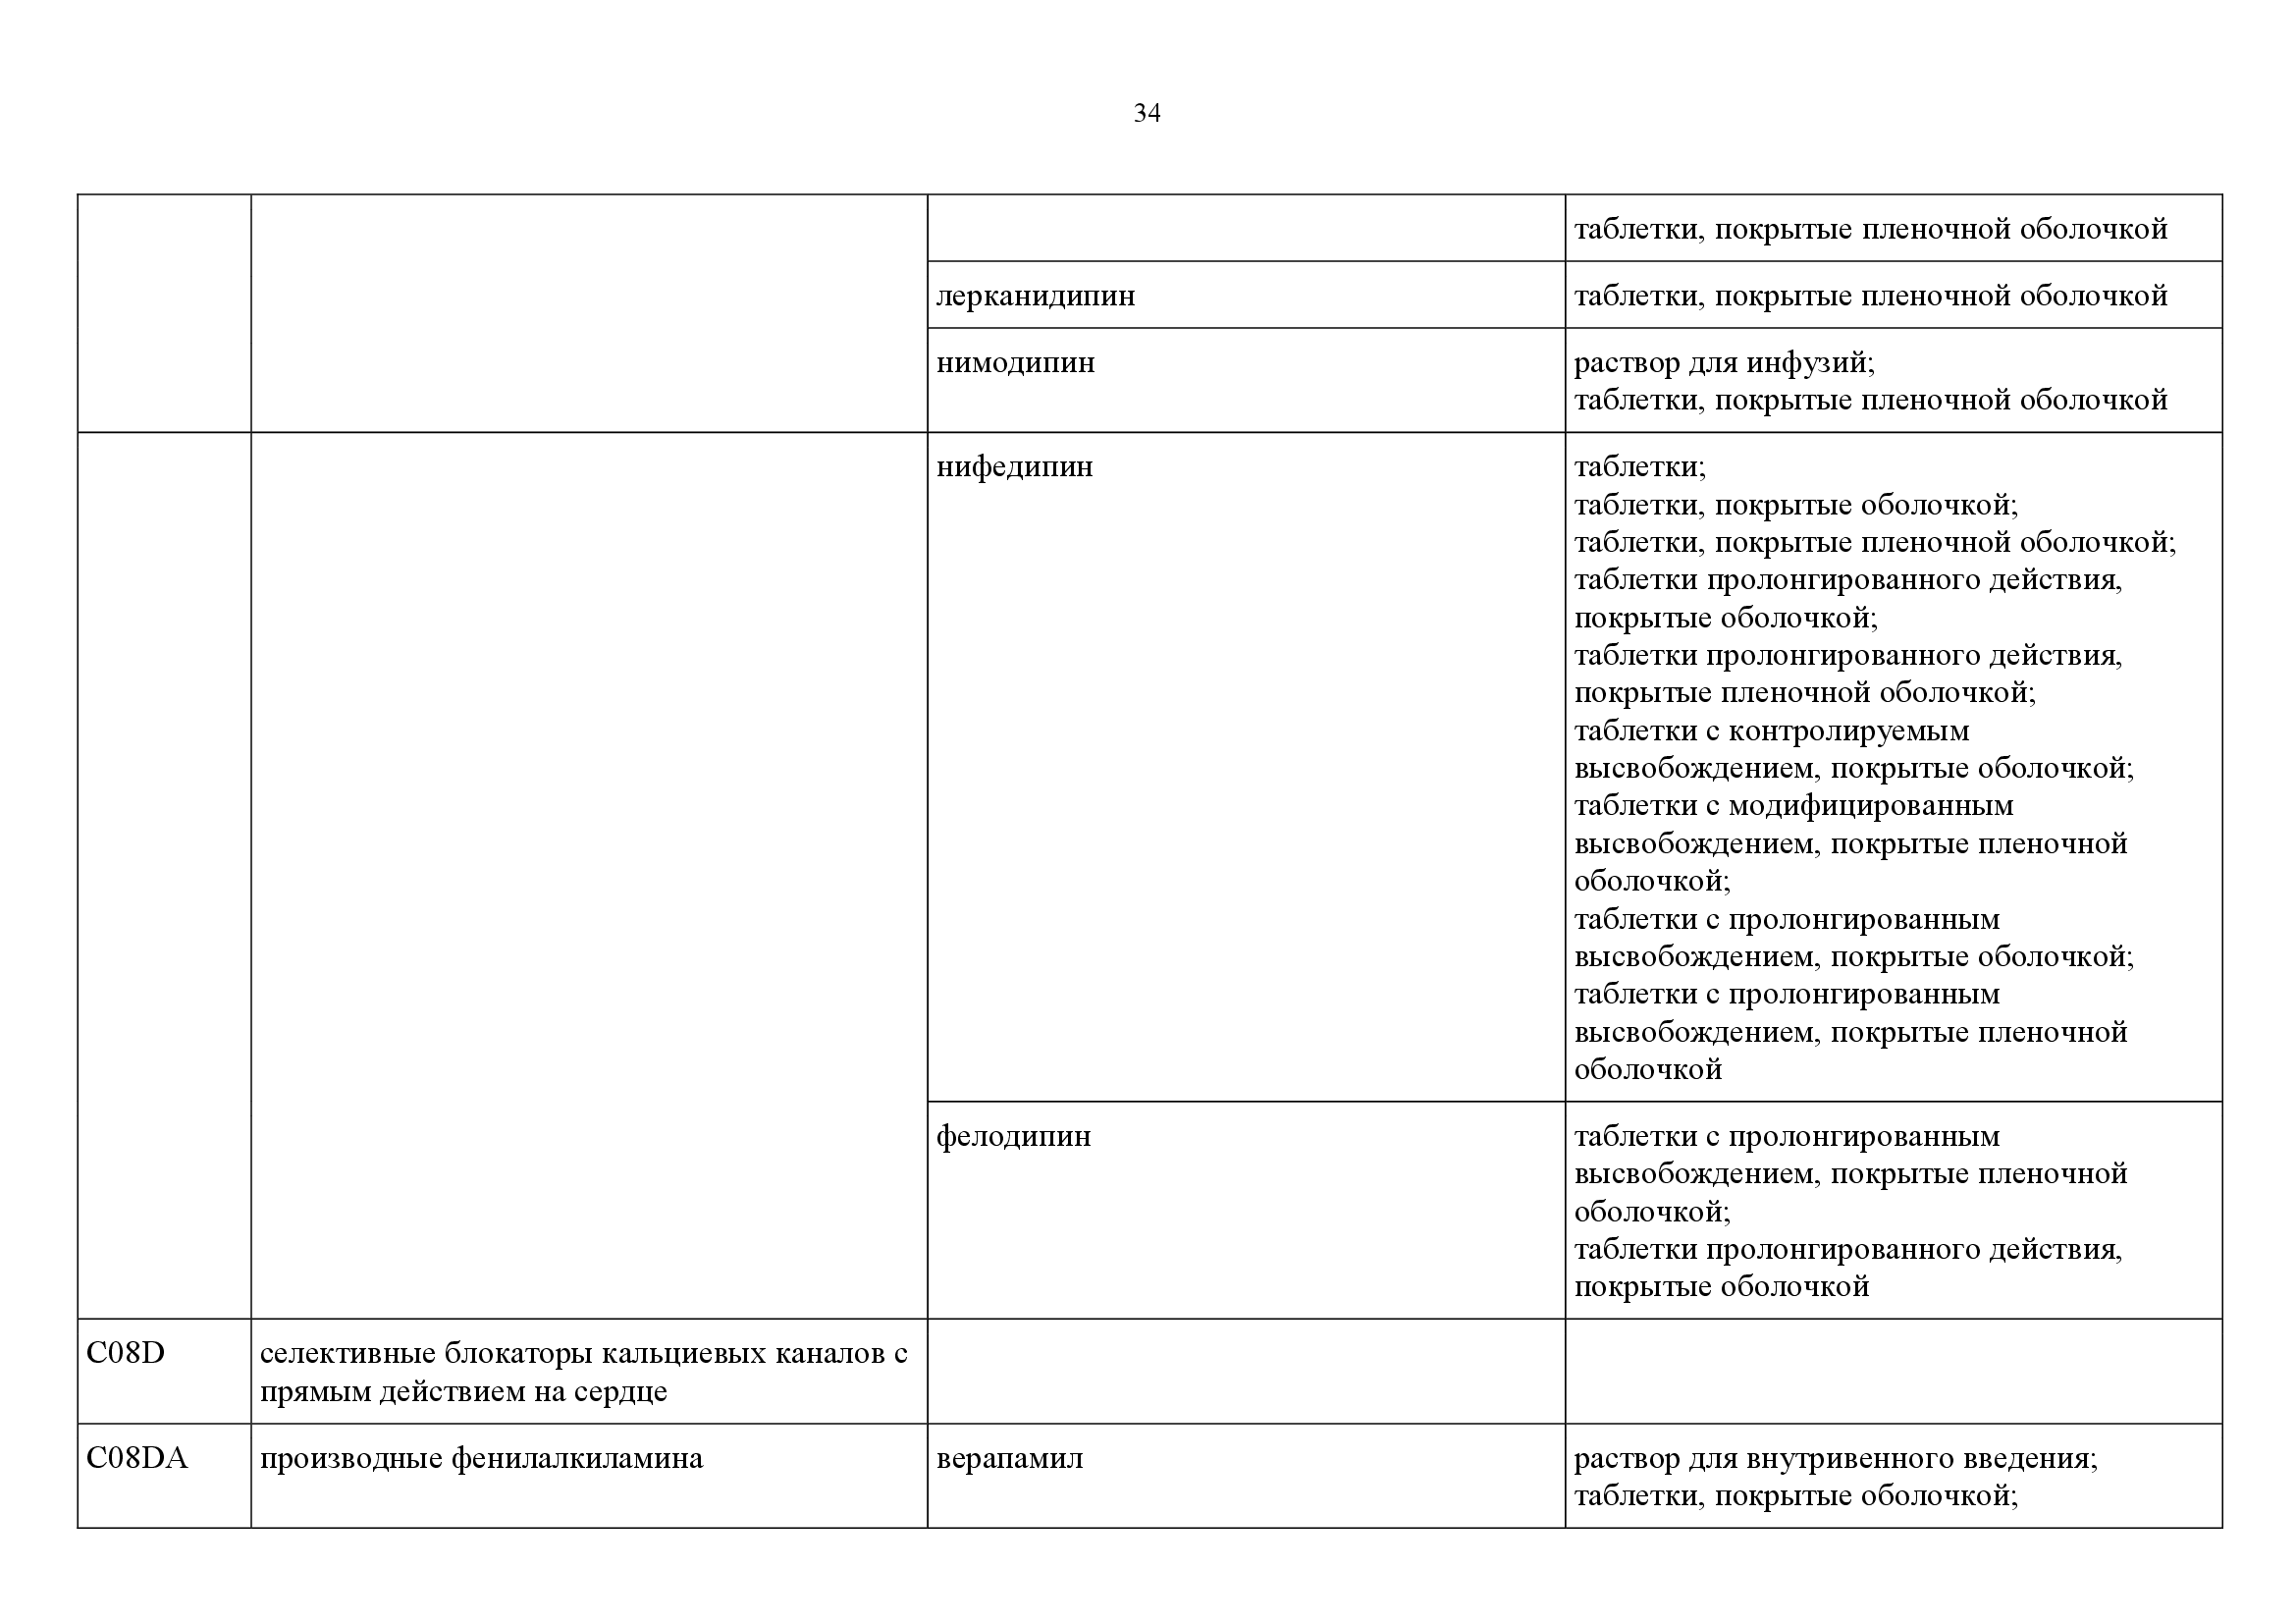 34
таблетки, покрытые пленочной оболочкой
лерканидипин
таблетки, покрытые пленочной оболочкой
нимодипин
раствор для инфузий;
таблетки, покрытые пленочной оболочкой
нифедипин
таблетки;
таблетки, покрытые оболочкой;
таблетки, покрытые пленочной оболочкой;
таблетки пролонгированного действия,
покрытые оболочкой;
таблетки пролонгированного действия,
покрытые пленочной оболочкой;
таблетки с контролируемым
высвобождением, покрытые оболочкой;
таблетки с модифицированным
высвобождением, покрытые пленочной
оболочкой;
таблетки с пролонгированным
высвобождением, покрытые оболочкой;
таблетки с пролонгированным
высвобождением, покрытые пленочной
оболочкой
фелодипин
таблетки с пролонгированным
высвобождением, покрытые пленочной
оболочкой;
таблетки пролонгированного действия,
покрытые оболочкой
C08D
селективные блокаторы кальциевых каналов с
прямым действием на сердце
C08DA
производные фенилалкиламина
верапамил
раствор для внутривенного введения;
таблетки, покрытые оболочкой;